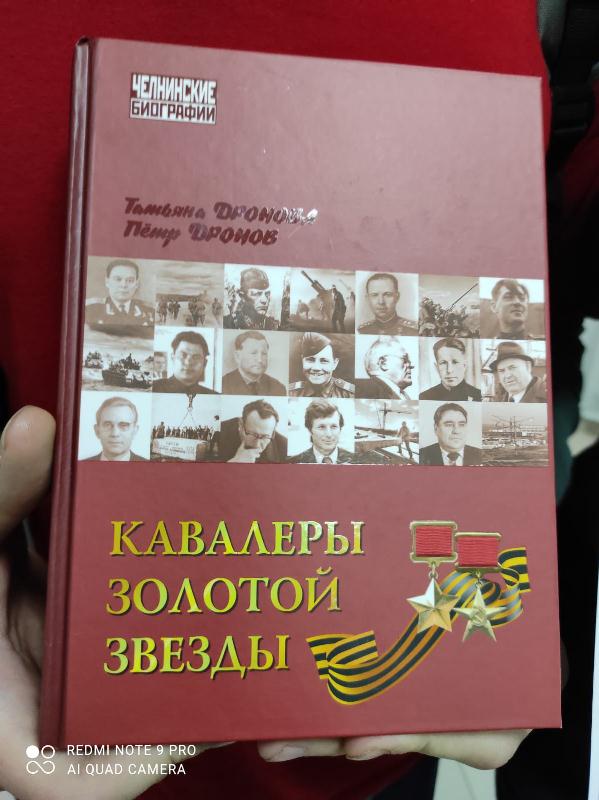 ЧЕЛНИНСКИЕ
БИОГРАФИИ
Татьяна ДРОНОВА
Пётр ДРОНОВ
КАВАЛЕРЫ
ЗОЛОТОЙ
ЗВЕЗДЫ
REDMI NOTE 9 PRO
AI QUAD CAMERA